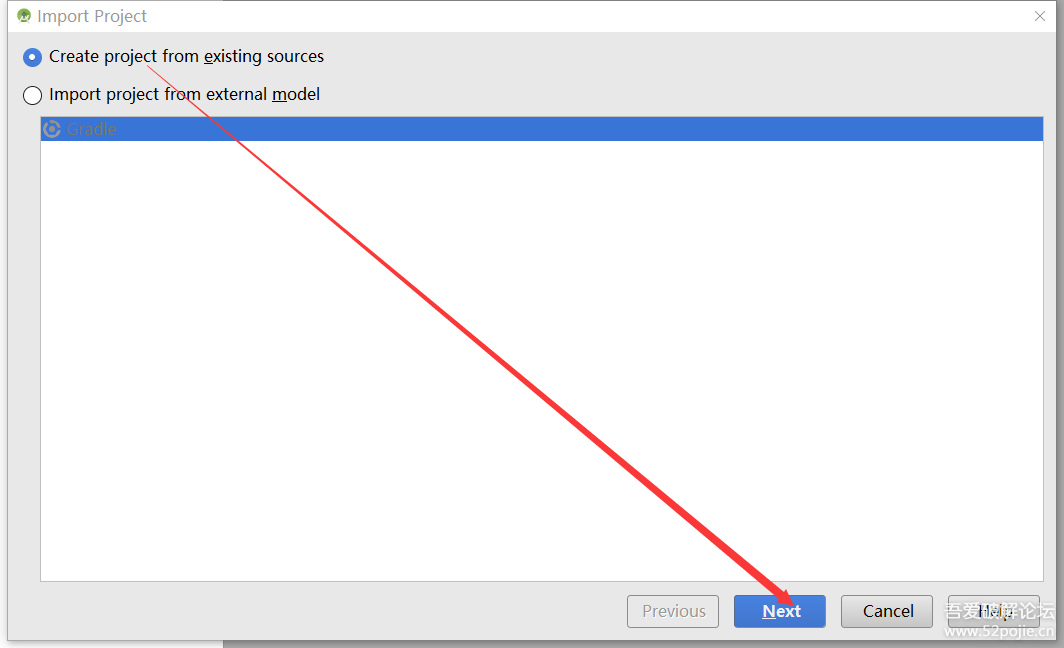 Import Project
Create project from existing sources
Import project from external model
Gradle
Previous
Next
Cancel
Help
吾爱破解论坛
www.52pojie.cn